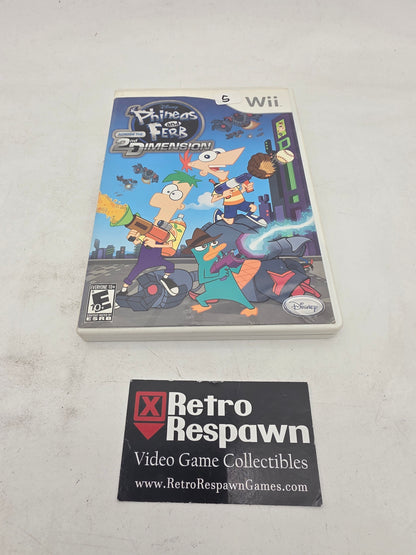 5
Wii
Disney
Phineas
and
FERB
ACROSS THE
2nd DIMENSION
EVERYONE 10+
E
10+
ESRB
Disney
X Retro
Respawn
Video Game Collectibles
www.RetroRespawnGames.com